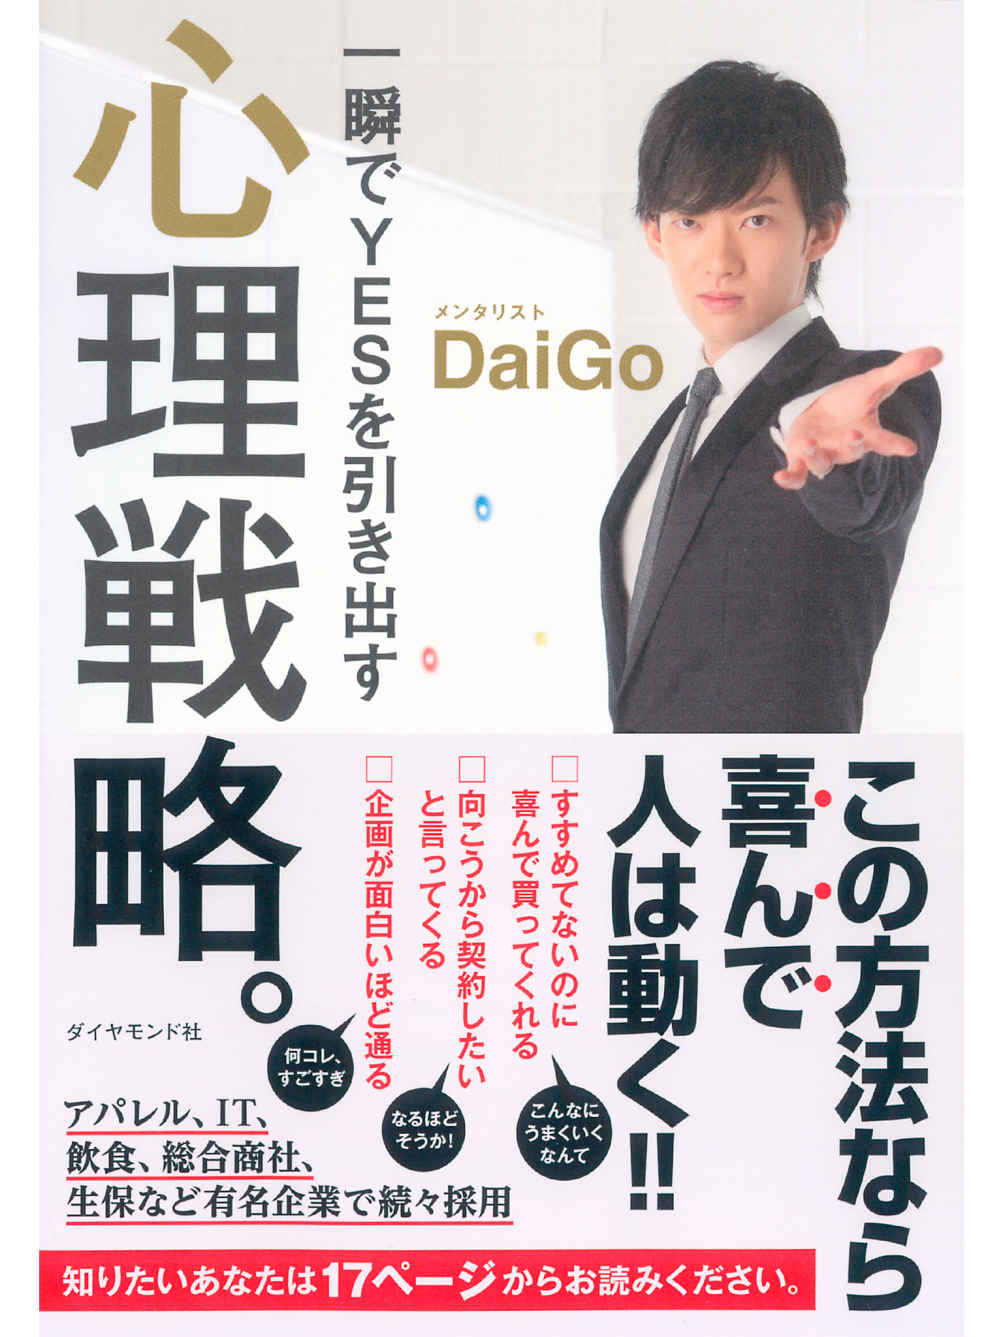 一瞬でYESを引き出す
心理戦略。
メンタリスト
DaiGo
この方法なら
喜んで
人は動く!!
□すすめてないのに
喜んで買ってくれる
□向こうから契約したい
と言ってくる
□企画が面白いほど通る
こんなに
うまくいく
なんて
なるほど
そうか!
何コレ、
すごすぎ
ダイヤモンド社
アパレル、IT、
飲食、総合商社、
生保など有名企業で続々採用
知りたいあなたは17ページからお読みください。